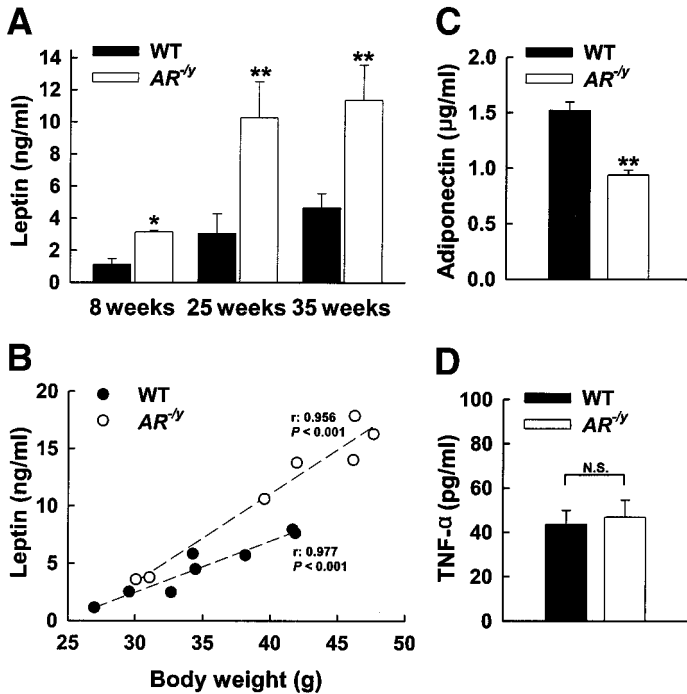 A
WT
AR-/y
Leptin (ng/ml)
14
12
10
8
6
4
2
0
*
**
**
8 weeks 25 weeks 35 weeks
B
WT
AR-/y
Leptin (ng/ml)
20
15
10
5
0
r: 0.956
P < 0.001
r: 0.977
P < 0.001
25 30 35 40 45 50
Body weight (g)
C
WT
AR-/y
Adiponectin (μg/ml)
2.0
1.5
1.0
0.5
0.0
**
D
WT
AR-/y
TNF-α (pg/ml)
100
80
60
40
20
0
N.S.